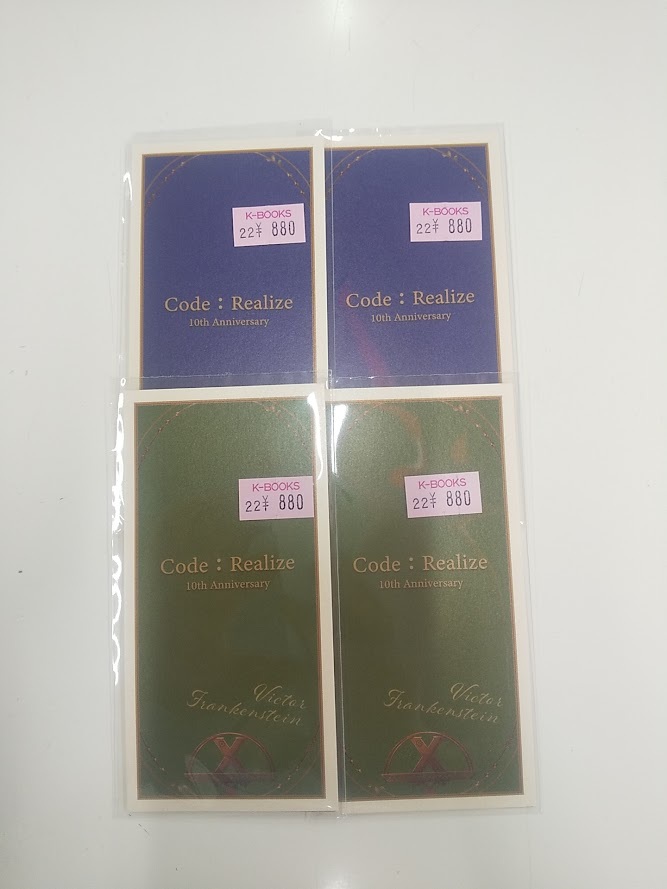 K-BOOKS
22¥ 880
Code：Realize
10th Anniversary
K-BOOKS
22¥ 880
Code：Realize
10th Anniversary
K-BOOKS
22¥ 880
Code：Realize
10th Anniversary
Victor
Frankenstein
X
K-BOOKS
22¥ 880
Code：Realize
10th Anniversary
Victor
Frankenstein
X